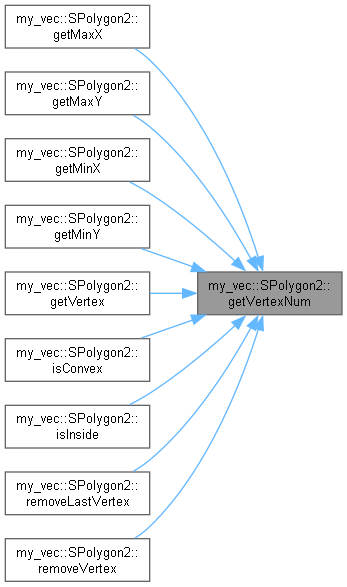 my_vec::SPolygon2::
getMaxX
my_vec::SPolygon2::
getMaxY
my_vec::SPolygon2::
getMinX
my_vec::SPolygon2::
getMinY
my_vec::SPolygon2::
getVertex
my_vec::SPolygon2::
getVertexNum
my_vec::SPolygon2::
isConvex
my_vec::SPolygon2::
isInside
my_vec::SPolygon2::
removeLastVertex
my_vec::SPolygon2::
removeVertex